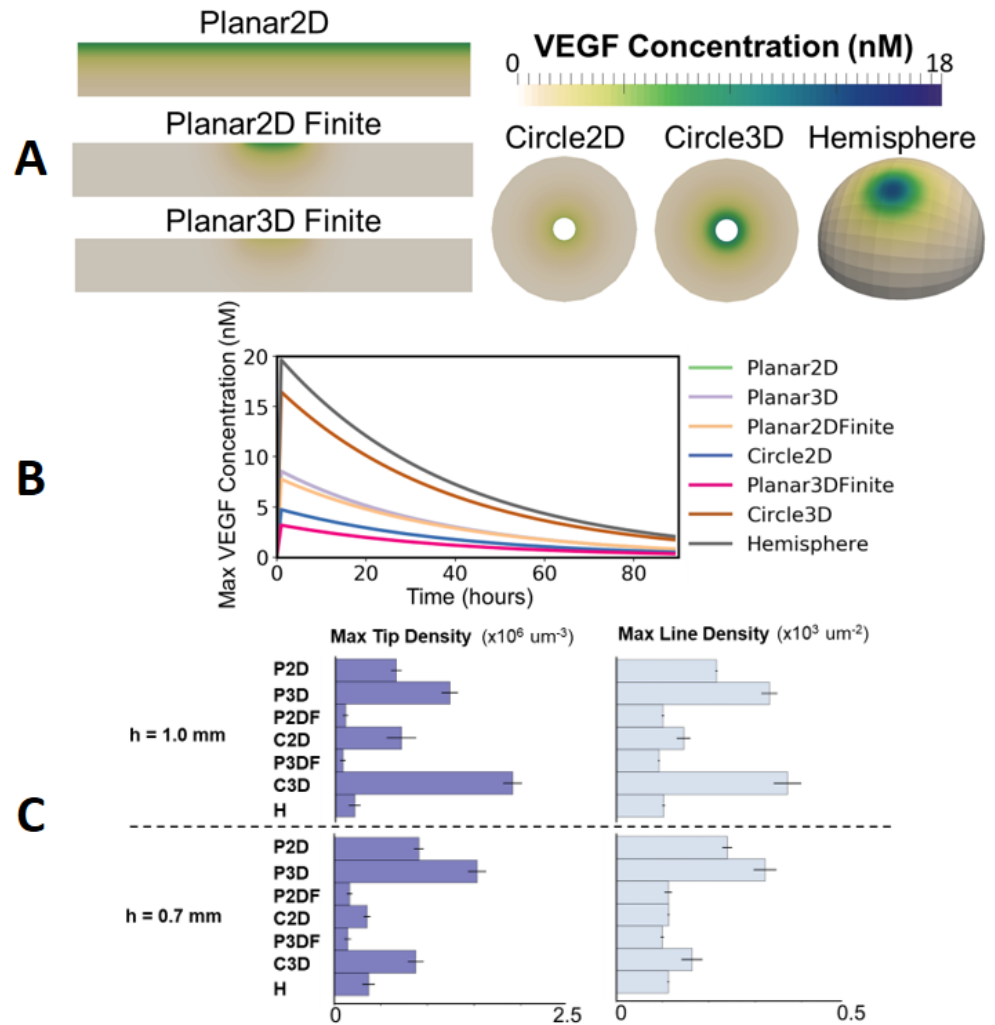 Planar2D
VEGF Concentration (nM)
0 18
Planar2D Finite
A
Circle2D Circle3D Hemisphere
Planar3D Finite
Max VEGF Concentration (nM)
20
15
10
5
0
0 20 40 60 80
Time (hours)
B
Planar2D
Planar3D
Planar2DFinite
Circle2D
Planar3DFinite
Circle3D
Hemisphere
Max Tip Density (x10⁶ um⁻³)
Max Line Density (x10³ um⁻²)
C
h = 1.0 mm
P2D
P3D
P2DF
C2D
P3DF
C3D
H
h = 0.7 mm
P2D
P3D
P2DF
C2D
P3DF
C3D
H
0 2.5
0 0.5